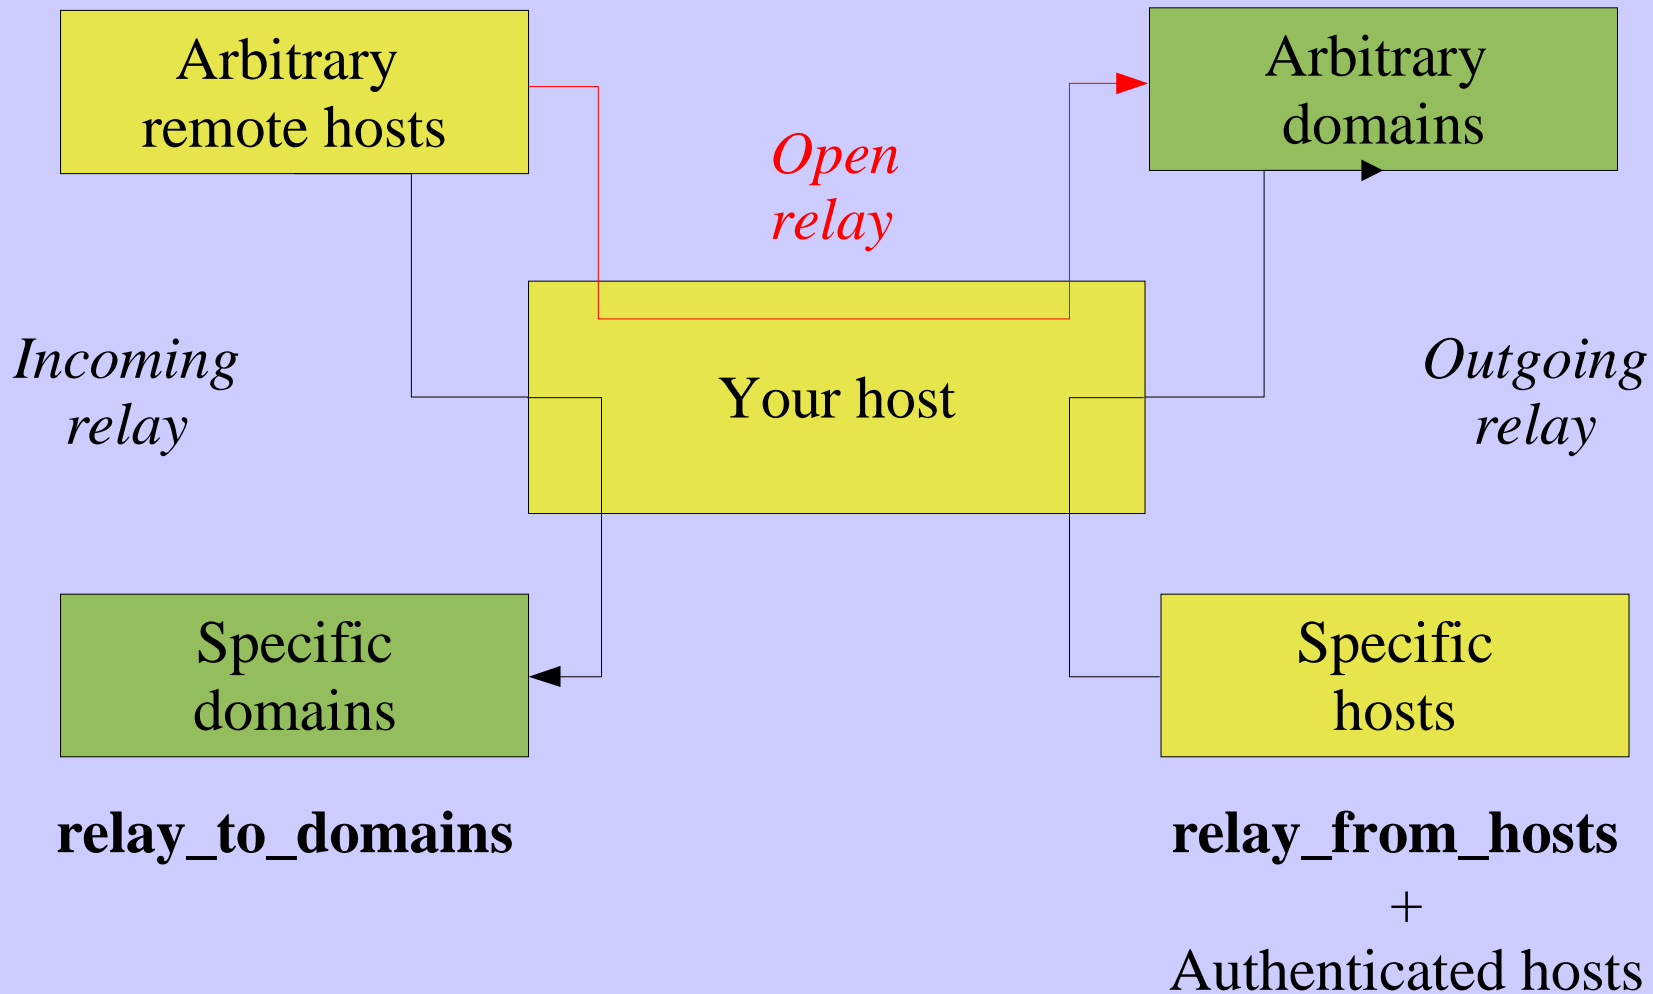 Arbitrary
remote hosts
Arbitrary
domains
Open
relay
Incoming
relay
Your host
Outgoing
relay
Specific
domains
Specific
hosts
relay_to_domains
relay_from_hosts
+
Authenticated hosts